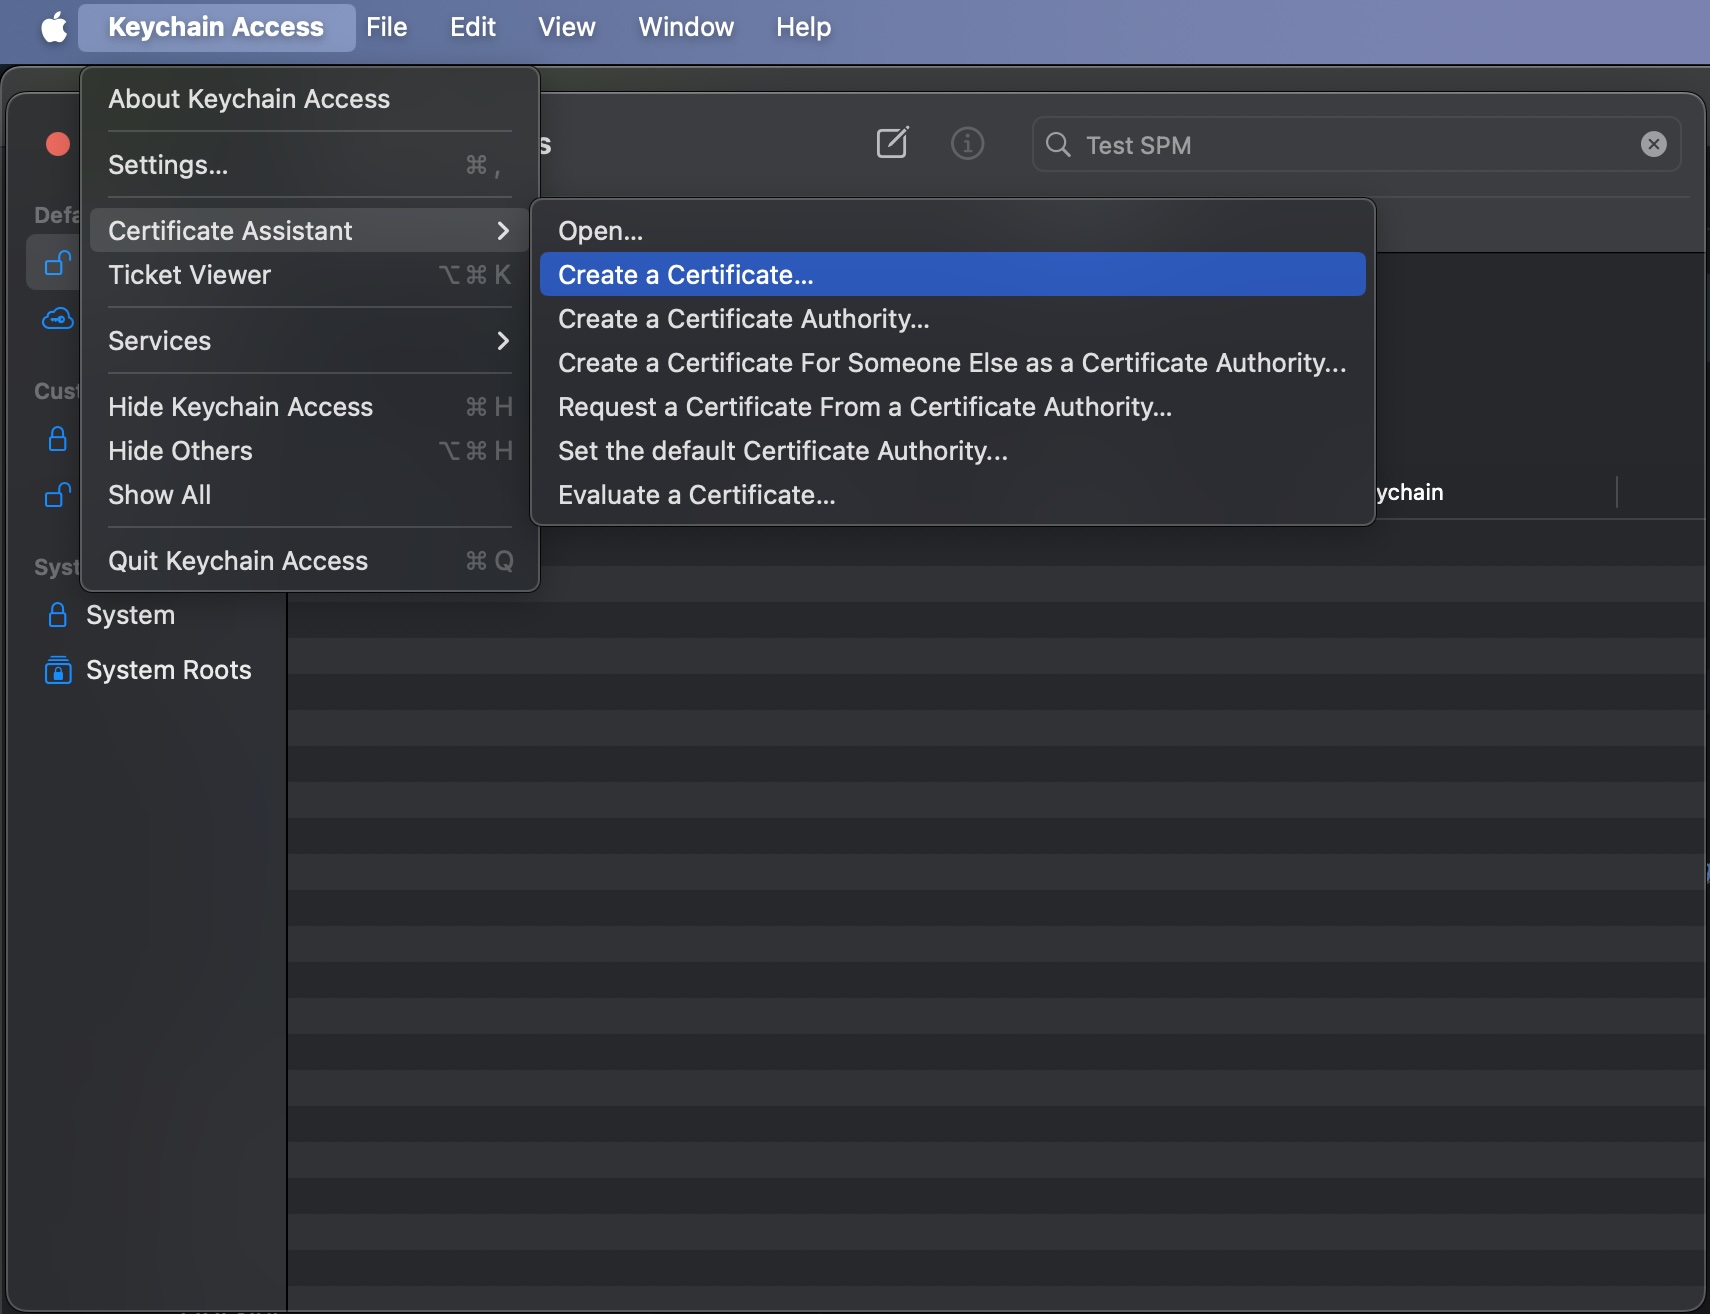 Keychain Access File Edit View Window Help
About Keychain Access
Settings... ⌘ ,
Certificate Assistant
Ticket Viewer ⌥⌘K
Services
Hide Keychain Access ⌘H
Hide Others ⌥⌘H
Show All
Quit Keychain Access ⌘Q
Open...
Create a Certificate...
Create a Certificate Authority...
Create a Certificate For Someone Else as a Certificate Authority...
Request a Certificate From a Certificate Authority...
Set the default Certificate Authority...
Evaluate a Certificate...
s
Test SPM
Defa
Cust
ychain
Syst
System
System Roots